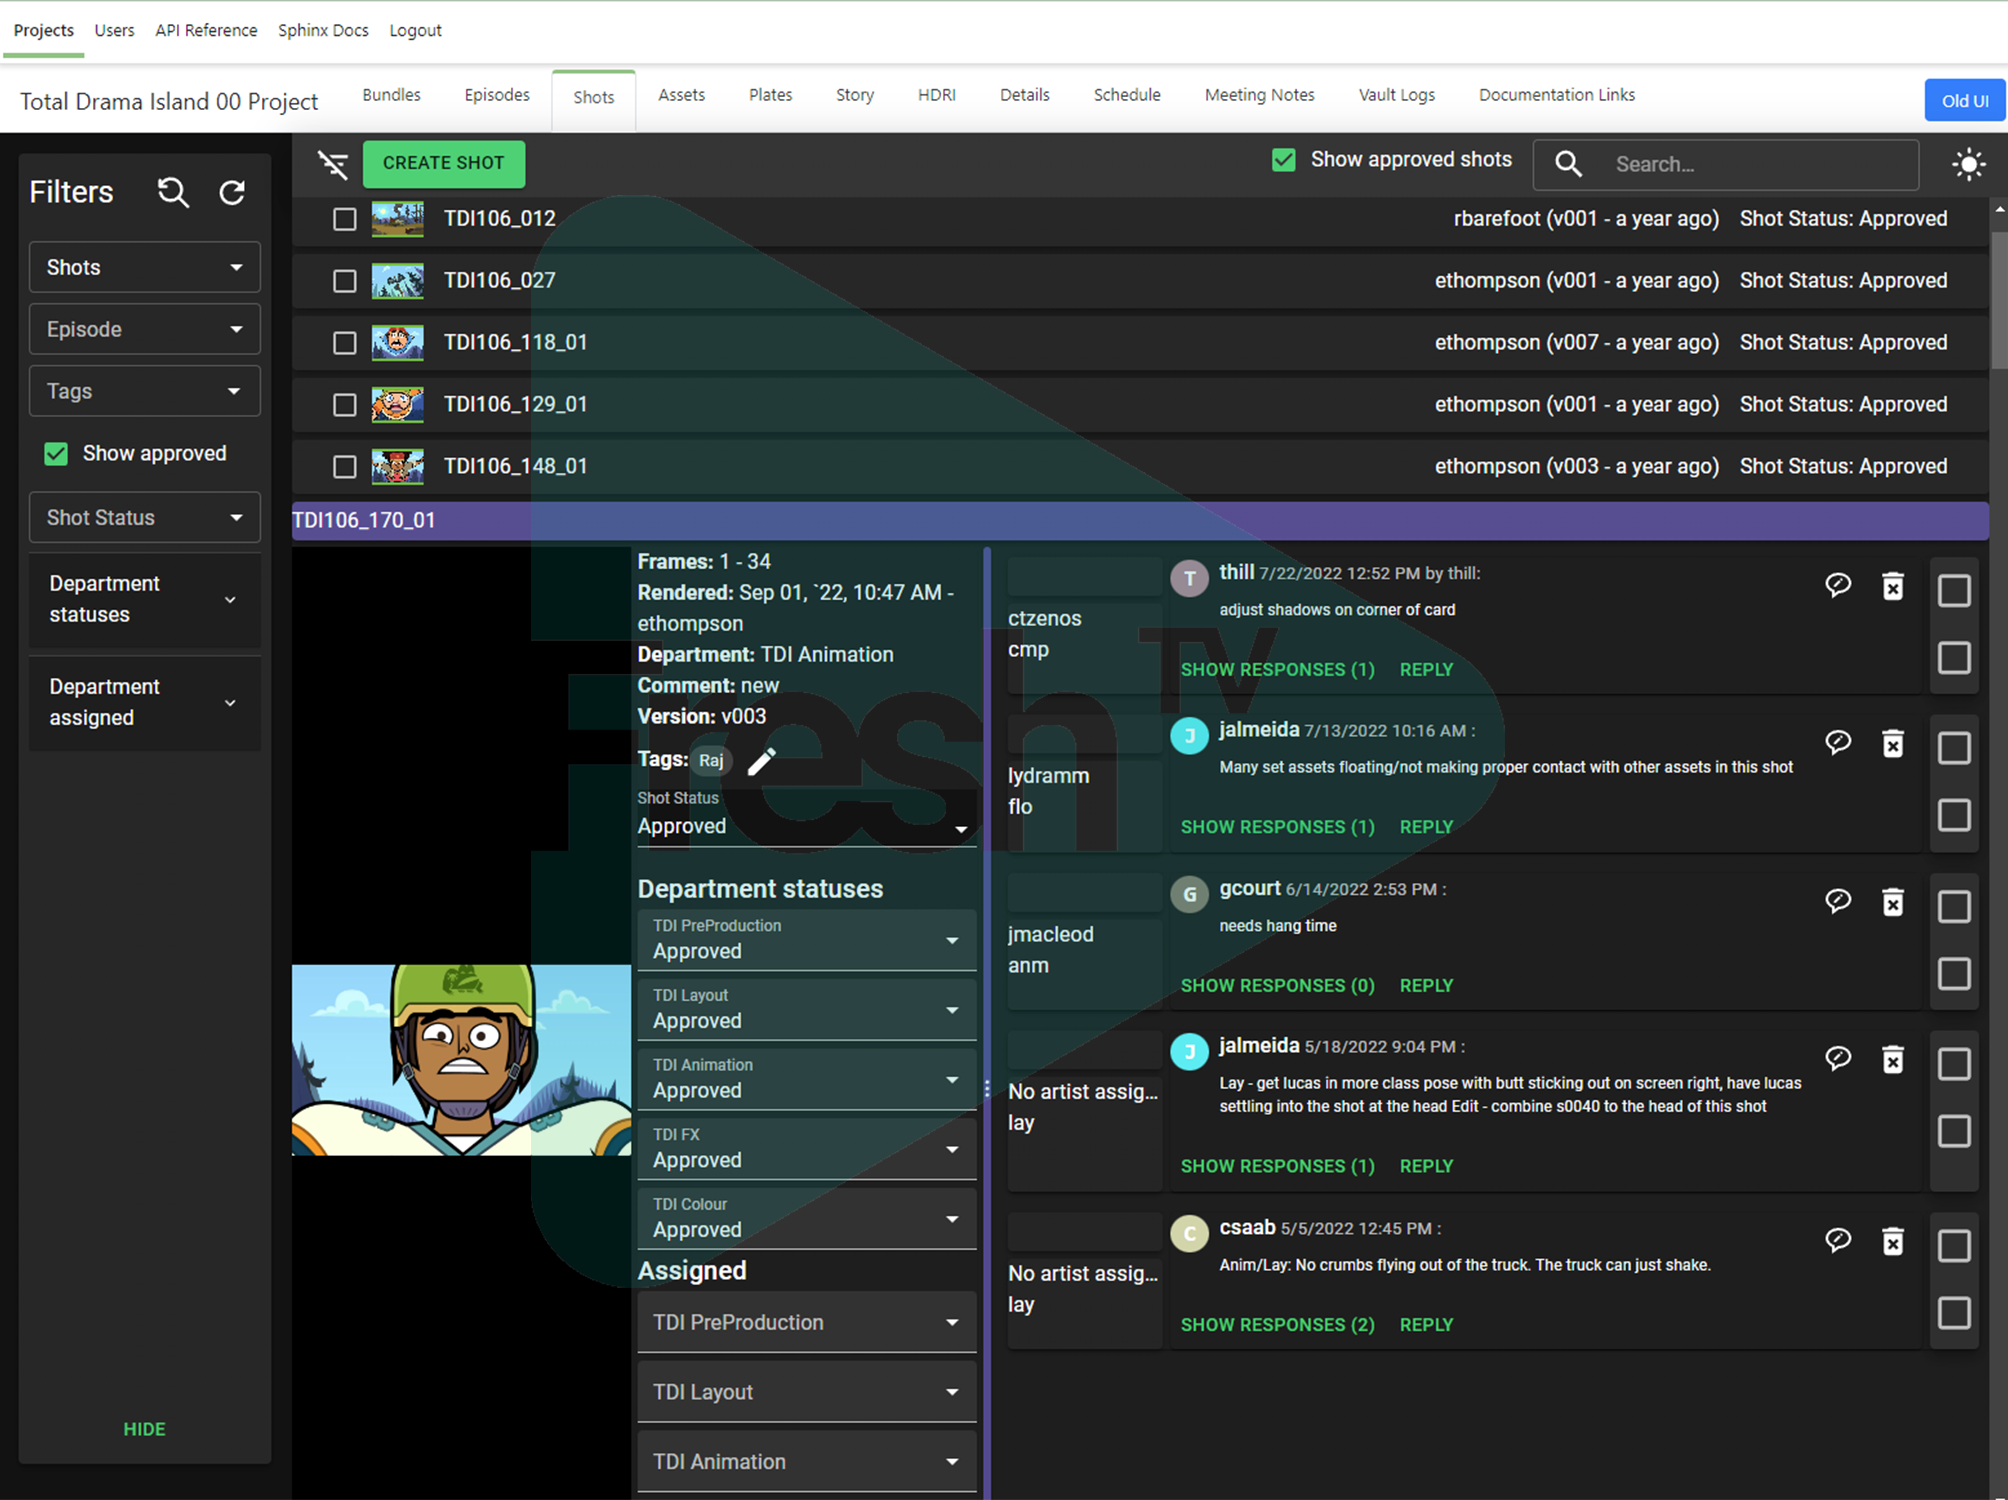 Projects Users API Reference Sphinx Docs Logout
Total Drama Island 00 Project Bundles Episodes Shots Assets Plates Story HDRI Details Schedule Meeting Notes Vault Logs Documentation Links Old UI
Filters
Shots
Episode
Tags
Show approved
Shot Status
Department
statuses
Department
assigned
HIDE
CREATE SHOT Show approved shots Search...
TDI106_012 rbarefoot (v001 - a year ago) Shot Status: Approved
TDI106_027 ethompson (v001 - a year ago) Shot Status: Approved
TDI106_118_01 ethompson (v007 - a year ago) Shot Status: Approved
TDI106_129_01 ethompson (v001 - a year ago) Shot Status: Approved
TDI106_148_01 ethompson (v003 - a year ago) Shot Status: Approved
TDI106_170_01
Frames: 1 - 34
Rendered: Sep 01, `22, 10:47 AM -
ethompson
Department: TDI Animation
Comment: new
Version: v003
Tags: Raj
Shot Status
Approved
Department statuses
TDI PreProduction
Approved
TDI Layout
Approved
TDI Animation
Approved
TDI FX
Approved
TDI Colour
Approved
Assigned
TDI PreProduction
TDI Layout
TDI Animation
ctzenos
cmp
T thill 7/22/2022 12:52 PM by thill:
adjust shadows on corner of card
SHOW RESPONSES (1) REPLY
lydramm
flo
J jalmeida 7/13/2022 10:16 AM :
Many set assets floating/not making proper contact with other assets in this shot
SHOW RESPONSES (1) REPLY
jmacleod
anm
G gcourt 6/14/2022 2:53 PM :
needs hang time
SHOW RESPONSES (0) REPLY
No artist assig...
lay
J jalmeida 5/18/2022 9:04 PM :
Lay - get lucas in more class pose with butt sticking out on screen right, have lucas
settling into the shot at the head Edit - combine s0040 to the head of this shot
SHOW RESPONSES (1) REPLY
No artist assig...
lay
C csaab 5/5/2022 12:45 PM :
Anim/Lay: No crumbs flying out of the truck. The truck can just shake.
SHOW RESPONSES (2) REPLY
Fresh TV